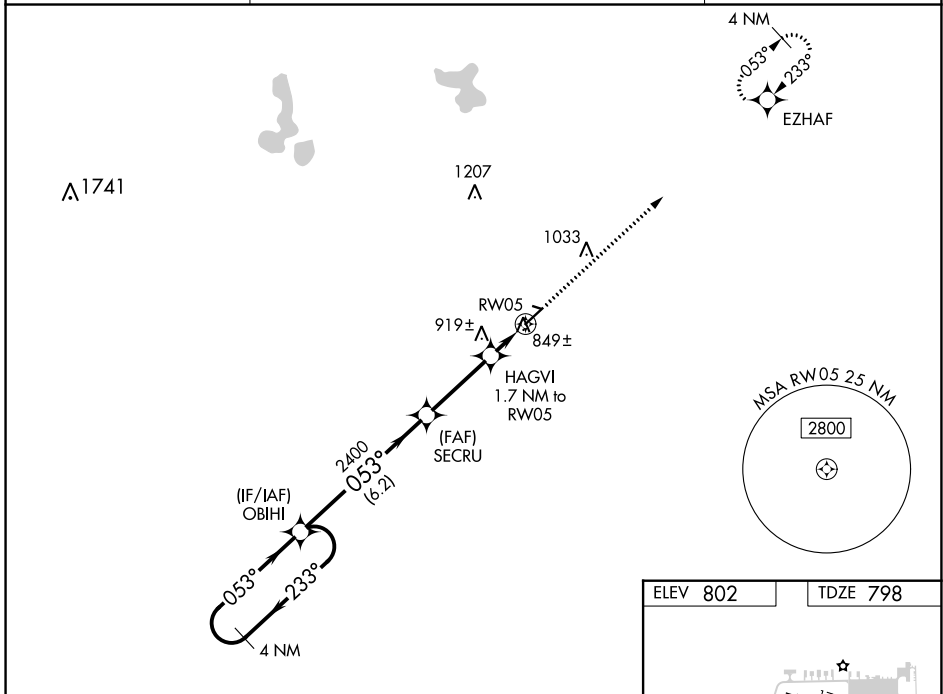 4 NM
053°
233°
EZHAF
1741
1207
1033
RW05
919±
849±
HAGVI
1.7 NM to
RW05
(FAF)
SECRU
2400
053°
(6.2)
(IF/IAF)
OBIHI
053°
233°
4 NM
MSA RW05 25 NM
2800
ELEV 802
TDZE 798